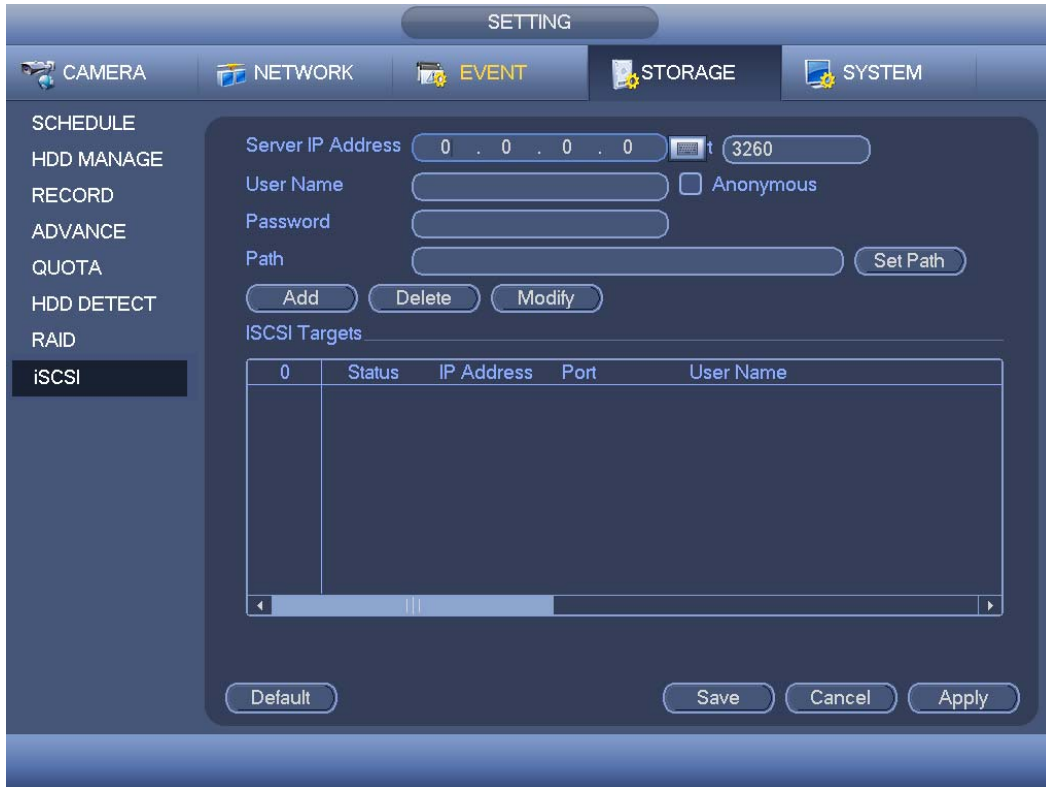 SETTING
CAMERA NETWORK EVENT STORAGE SYSTEM
SCHEDULE
HDD MANAGE
RECORD
ADVANCE
QUOTA
HDD DETECT
RAID
iSCSI
Server IP Address 0 . 0 . 0 . 0 t 3260
User Name Anonymous
Password
Path Set Path
Add Delete Modify
ISCSI Targets
0 Status IP Address Port User Name
Default Save Cancel Apply